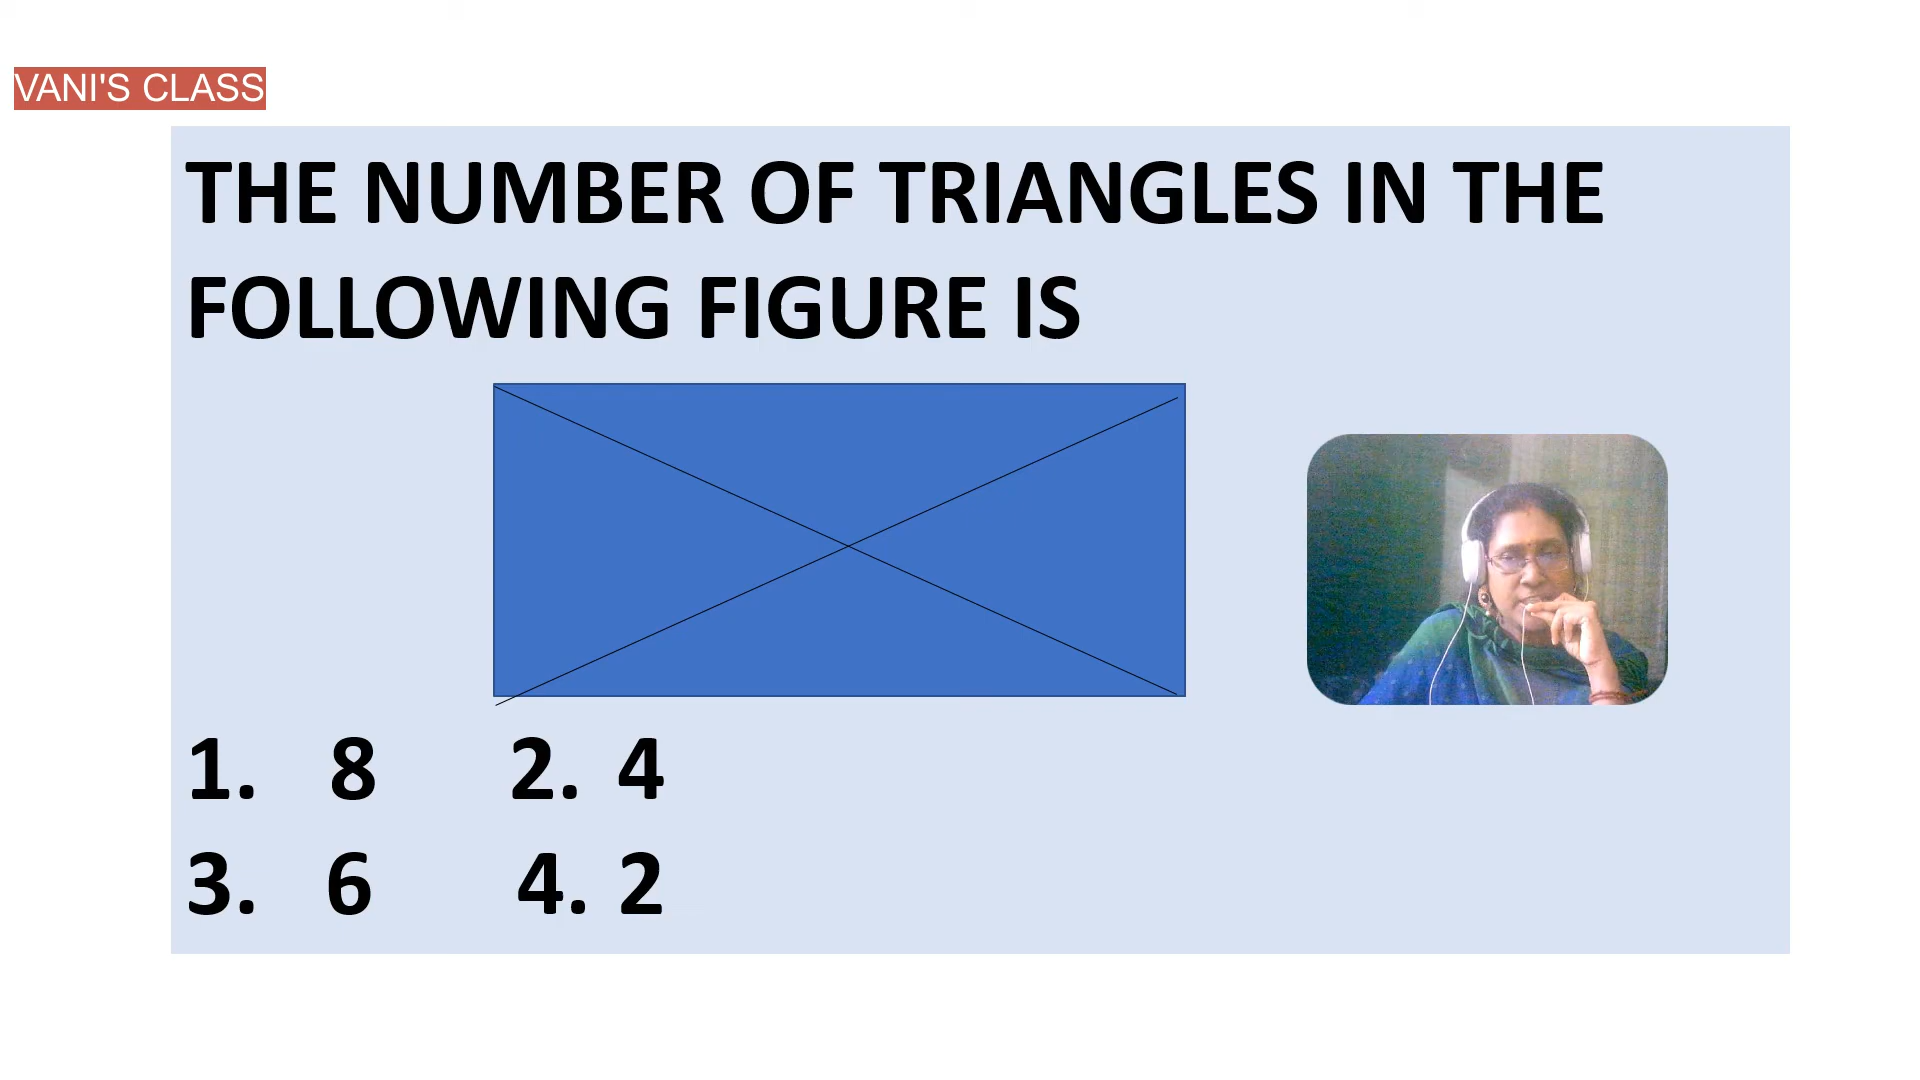 VANI'S CLASS
THE NUMBER OF TRIANGLES IN THE
FOLLOWING FIGURE IS
1. 8 2. 4
3. 6 4. 2